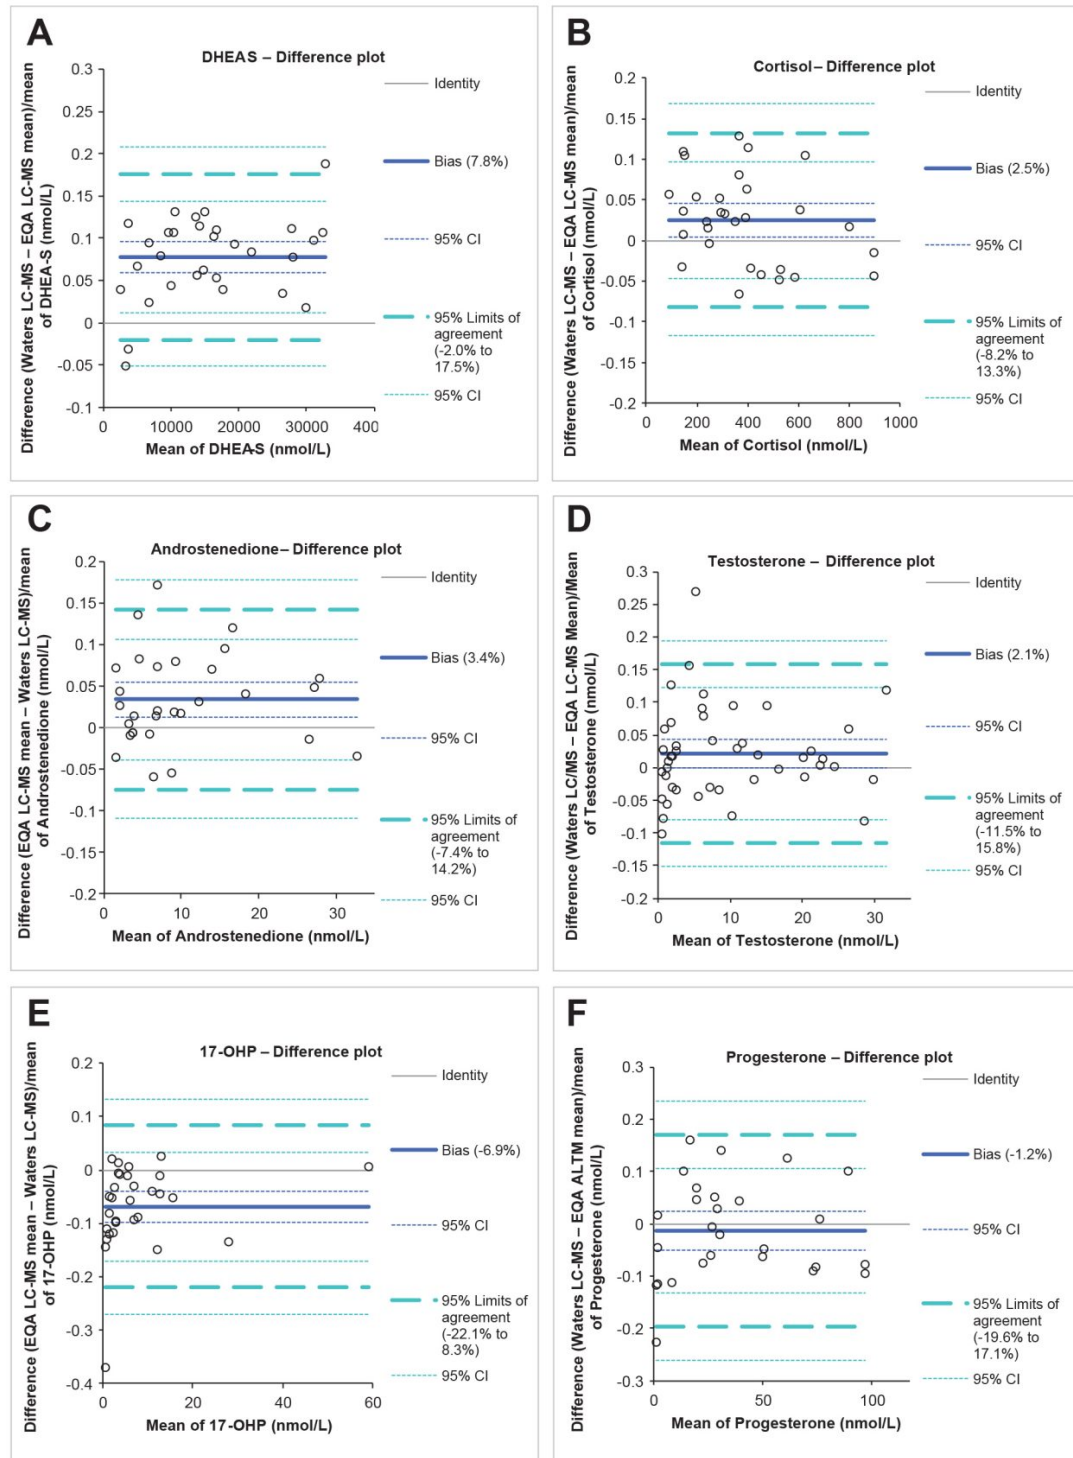 A
DHEAS – Difference plot
Difference (Waters LC-MS – EQA LC-MS mean)/mean
of DHEA-S (nmol/L)
0.3
0.25
0.2
0.15
0.1
0.05
0
-0.05
-0.1
0
10000
20000
30000
400
Mean of DHEA-S (nmol/L)
Identity
Bias (7.8%)
95% CI
95% Limits of
agreement
(-2.0% to
17.5%)
95% CI
B
Cortisol – Difference plot
Difference (Waters LC-MS – EQA LC-MS mean)/mean
of Cortisol (nmol/L)
0.2
0.15
0.1
0.05
0
-0.05
-0.1
-0.15
-0.2
0
200
400
600
800
1000
Mean of Cortisol (nmol/L)
Identity
Bias (2.5%)
95% CI
95% Limits of
agreement
(-8.2% to
13.3%)
95% CI
C
Androstenedione – Difference plot
Difference (EQA LC-MS mean – Waters LC-MS)/mean
of Androstenedione (nmol/L)
0.2
0.15
0.1
0.05
0
-0.05
-0.1
-0.15
-0.2
0
10
20
30
Mean of Androstenedione (nmol/L)
Identity
Bias (3.4%)
95% CI
95% Limits of
agreement
(-7.4% to
14.2%)
95% CI
D
Testosterone – Difference plot
Difference (Waters LC/MS – EQA LC-MS Mean)/Mean
of Testosterone (nmol/L)
0.3
0.25
0.2
0.15
0.1
0.05
0
-0.05
-0.1
-0.15
-0.2
0
10
20
30
Mean of Testosterone (nmol/L)
Identity
Bias (2.1%)
95% CI
95% Limits of
agreement
(-11.5% to
15.8%)
95% CI
E
17-OHP – Difference plot
Difference (EQA LC-MS mean – Waters LC-MS)/mean
of 17-OHP (nmol/L)
0.2
0.1
0
-0.1
-0.2
-0.3
-0.4
0
20
40
60
Mean of 17-OHP (nmol/L)
Identity
Bias (-6.9%)
95% CI
95% Limits of
agreement
(-22.1% to
8.3%)
95% CI
F
Progesterone – Difference plot
Difference (Waters LC-MS – EQA ALTM mean)/mean
of Progesterone (nmol/L)
0.3
0.2
0.1
0
-0.1
-0.2
-0.3
0
50
100
Mean of Progesterone (nmol/L)
Identity
Bias (-1.2%)
95% CI
95% Limits of
agreement
(-19.6% to
17.1%)
95% CI